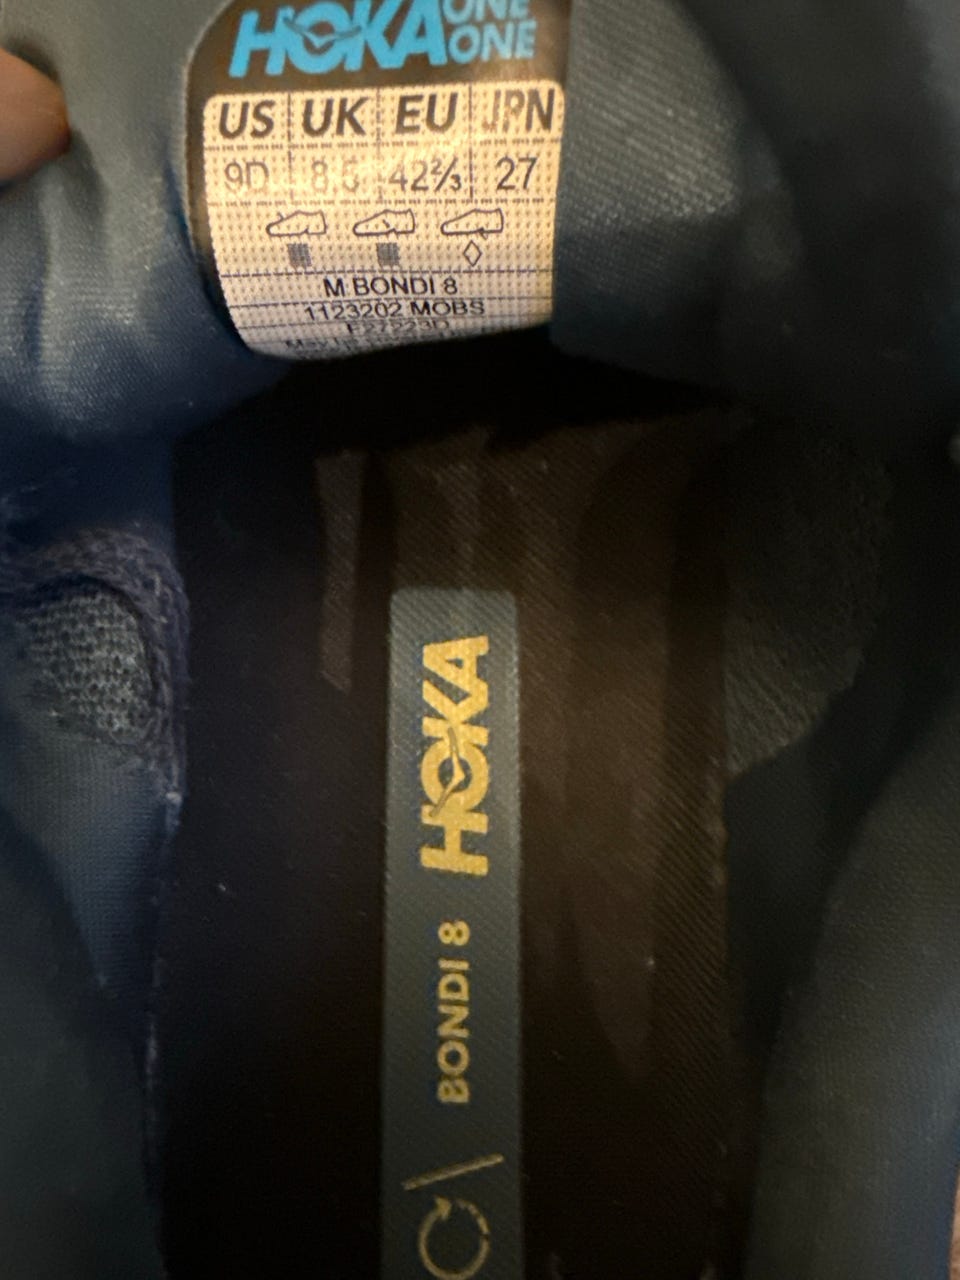 HOKA ONE ONE
US UK EU JPN
9D 8.5 42⅔ 27
M BONDI 8
1123202 MOBS
F27223D
HOKA
BONDI 8